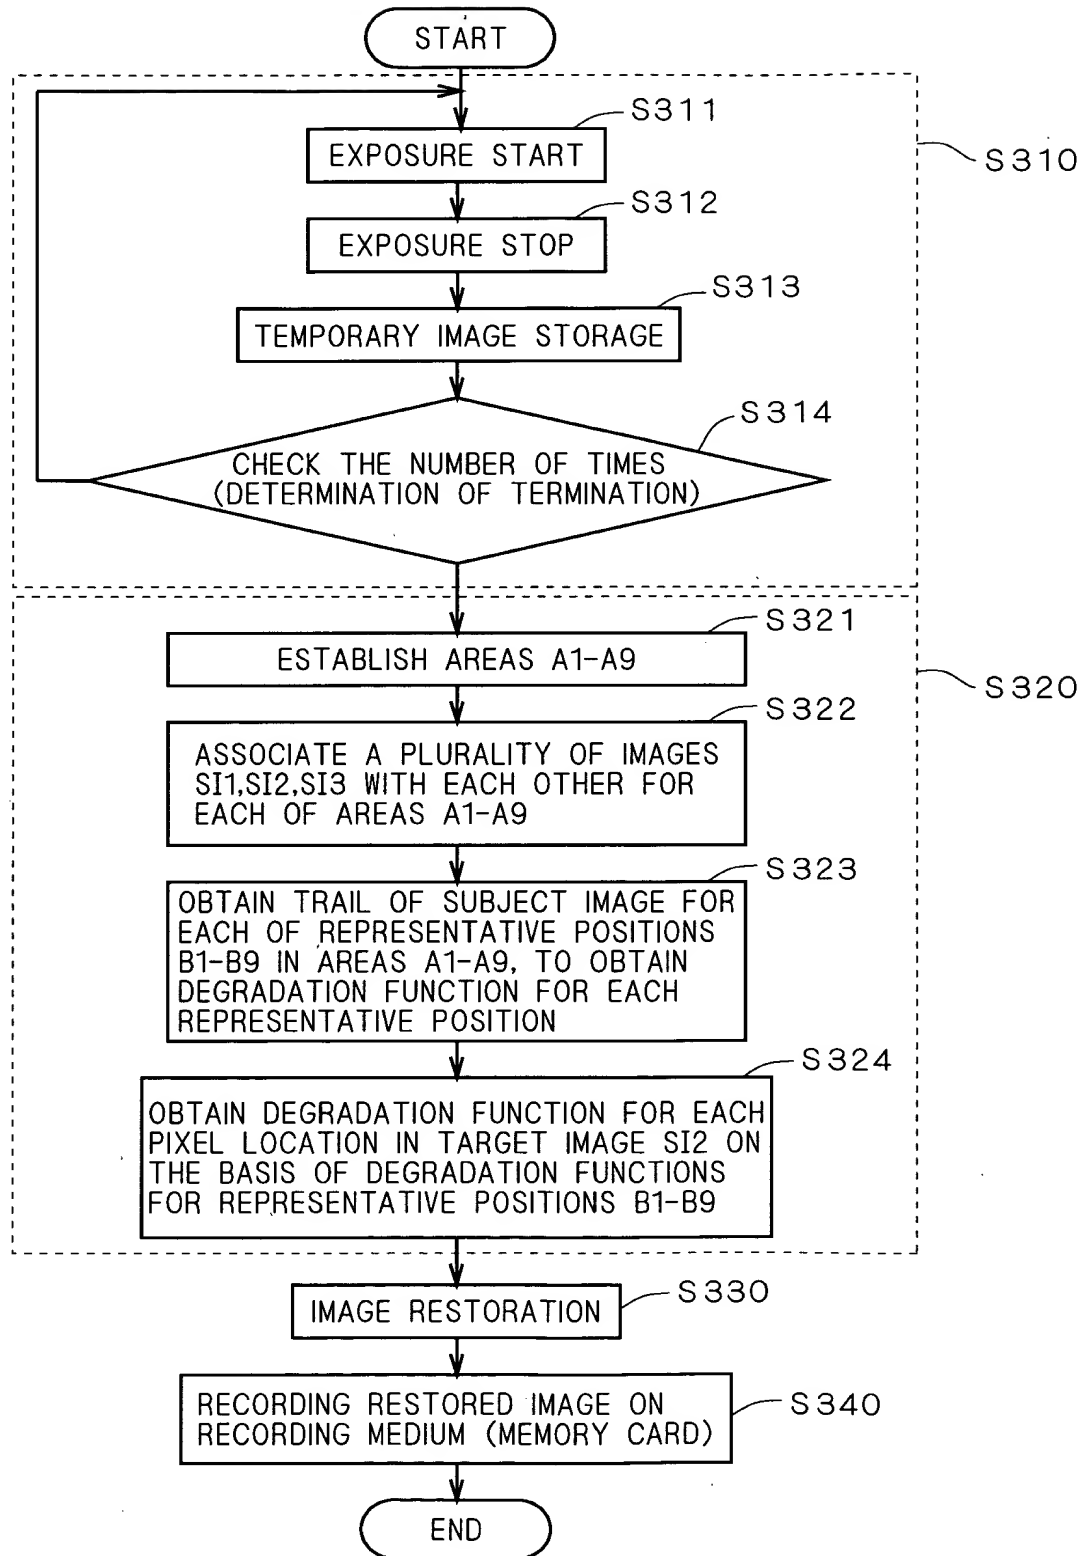 START
S311
EXPOSURE START
S310
S312
EXPOSURE STOP
S313
TEMPORARY IMAGE STORAGE
S314
CHECK THE NUMBER OF TIMES
(DETERMINATION OF TERMINATION)
S321
ESTABLISH AREAS A1-A9
S320
S322
ASSOCIATE A PLURALITY OF IMAGES
SI1,SI2,SI3 WITH EACH OTHER FOR
EACH OF AREAS A1-A9
S323
OBTAIN TRAIL OF SUBJECT IMAGE FOR
EACH OF REPRESENTATIVE POSITIONS
B1-B9 IN AREAS A1-A9, TO OBTAIN
DEGRADATION FUNCTION FOR EACH
REPRESENTATIVE POSITION
S324
OBTAIN DEGRADATION FUNCTION FOR EACH
PIXEL LOCATION IN TARGET IMAGE SI2 ON
THE BASIS OF DEGRADATION FUNCTIONS
FOR REPRESENTATIVE POSITIONS B1-B9
S330
IMAGE RESTORATION
S340
RECORDING RESTORED IMAGE ON
RECORDING MEDIUM (MEMORY CARD)
END